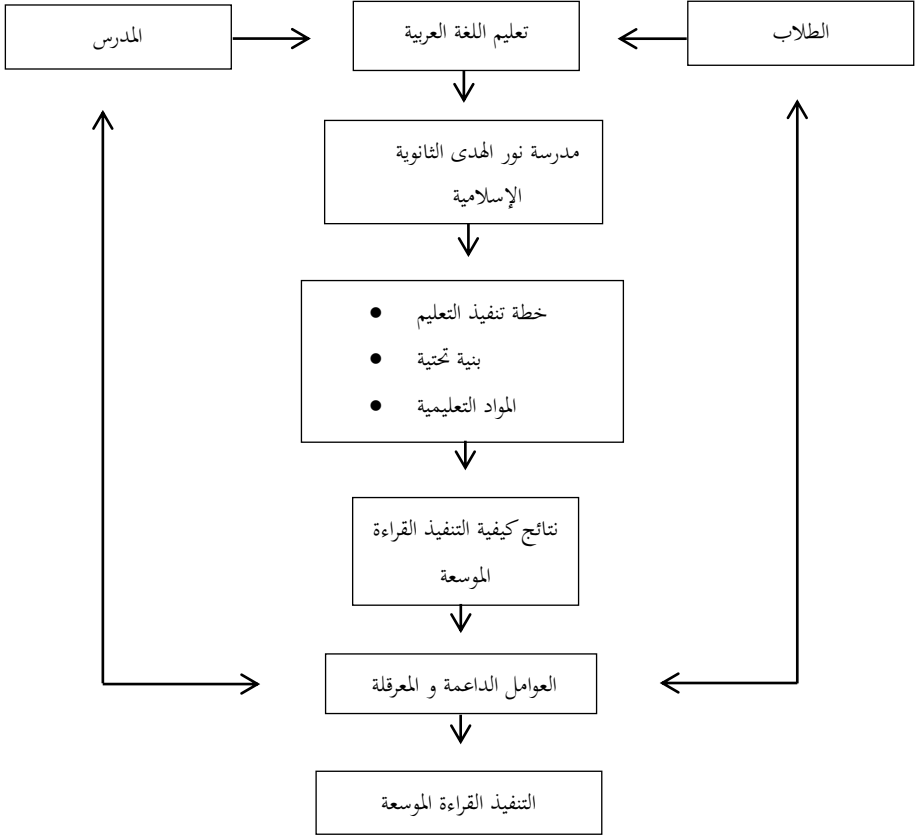 الطلاب
تعليم اللغة العربية
المدرس
مدرسة نور الهدى الثانوية
الإسلامية
● خطة تنفيذ التعليم
● بنية تحتية
● المواد التعليمية
نتائج كيفية التنفيذ القراءة
الموسعة
العوامل الداعمة و المعرقلة
التنفيذ القراءة الموسعة